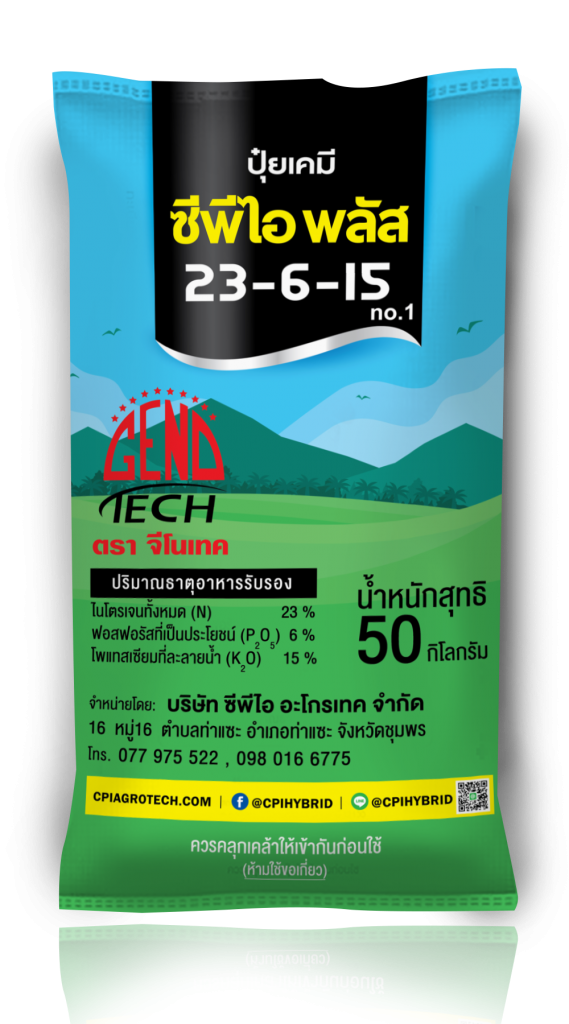 ปุ๋ยเคมี
ซีพีไอ พลัส
23-6-15
no.1
GENO
TECH
ตรา จีโนเทค
ปริมาณธาตุอาหารรับรอง
ไนโตรเจนทั้งหมด (N) 23 %
ฟอสฟอรัสที่เป็นประโยชน์ (P2O5) 6 %
โพแทสเซียมที่ละลายน้ำ (K2O) 15 %
น้ำหนักสุทธิ
50 กิโลกรัม
จำหน่ายโดย: บริษัท ซีพีไอ อะโกรเทค จำกัด
16 หมู่16 ตำบลท่าแซะ อำเภอท่าแซะ จังหวัดชุมพร
โทร. 077 975 522 , 098 016 6775
CPIAGROTECH.COM | @CPIHYBRID | @CPIHYBRID
ควรคลุกเคล้าให้เข้ากันก่อนใช้
(ห้ามใช้ขอเกี่ยว)